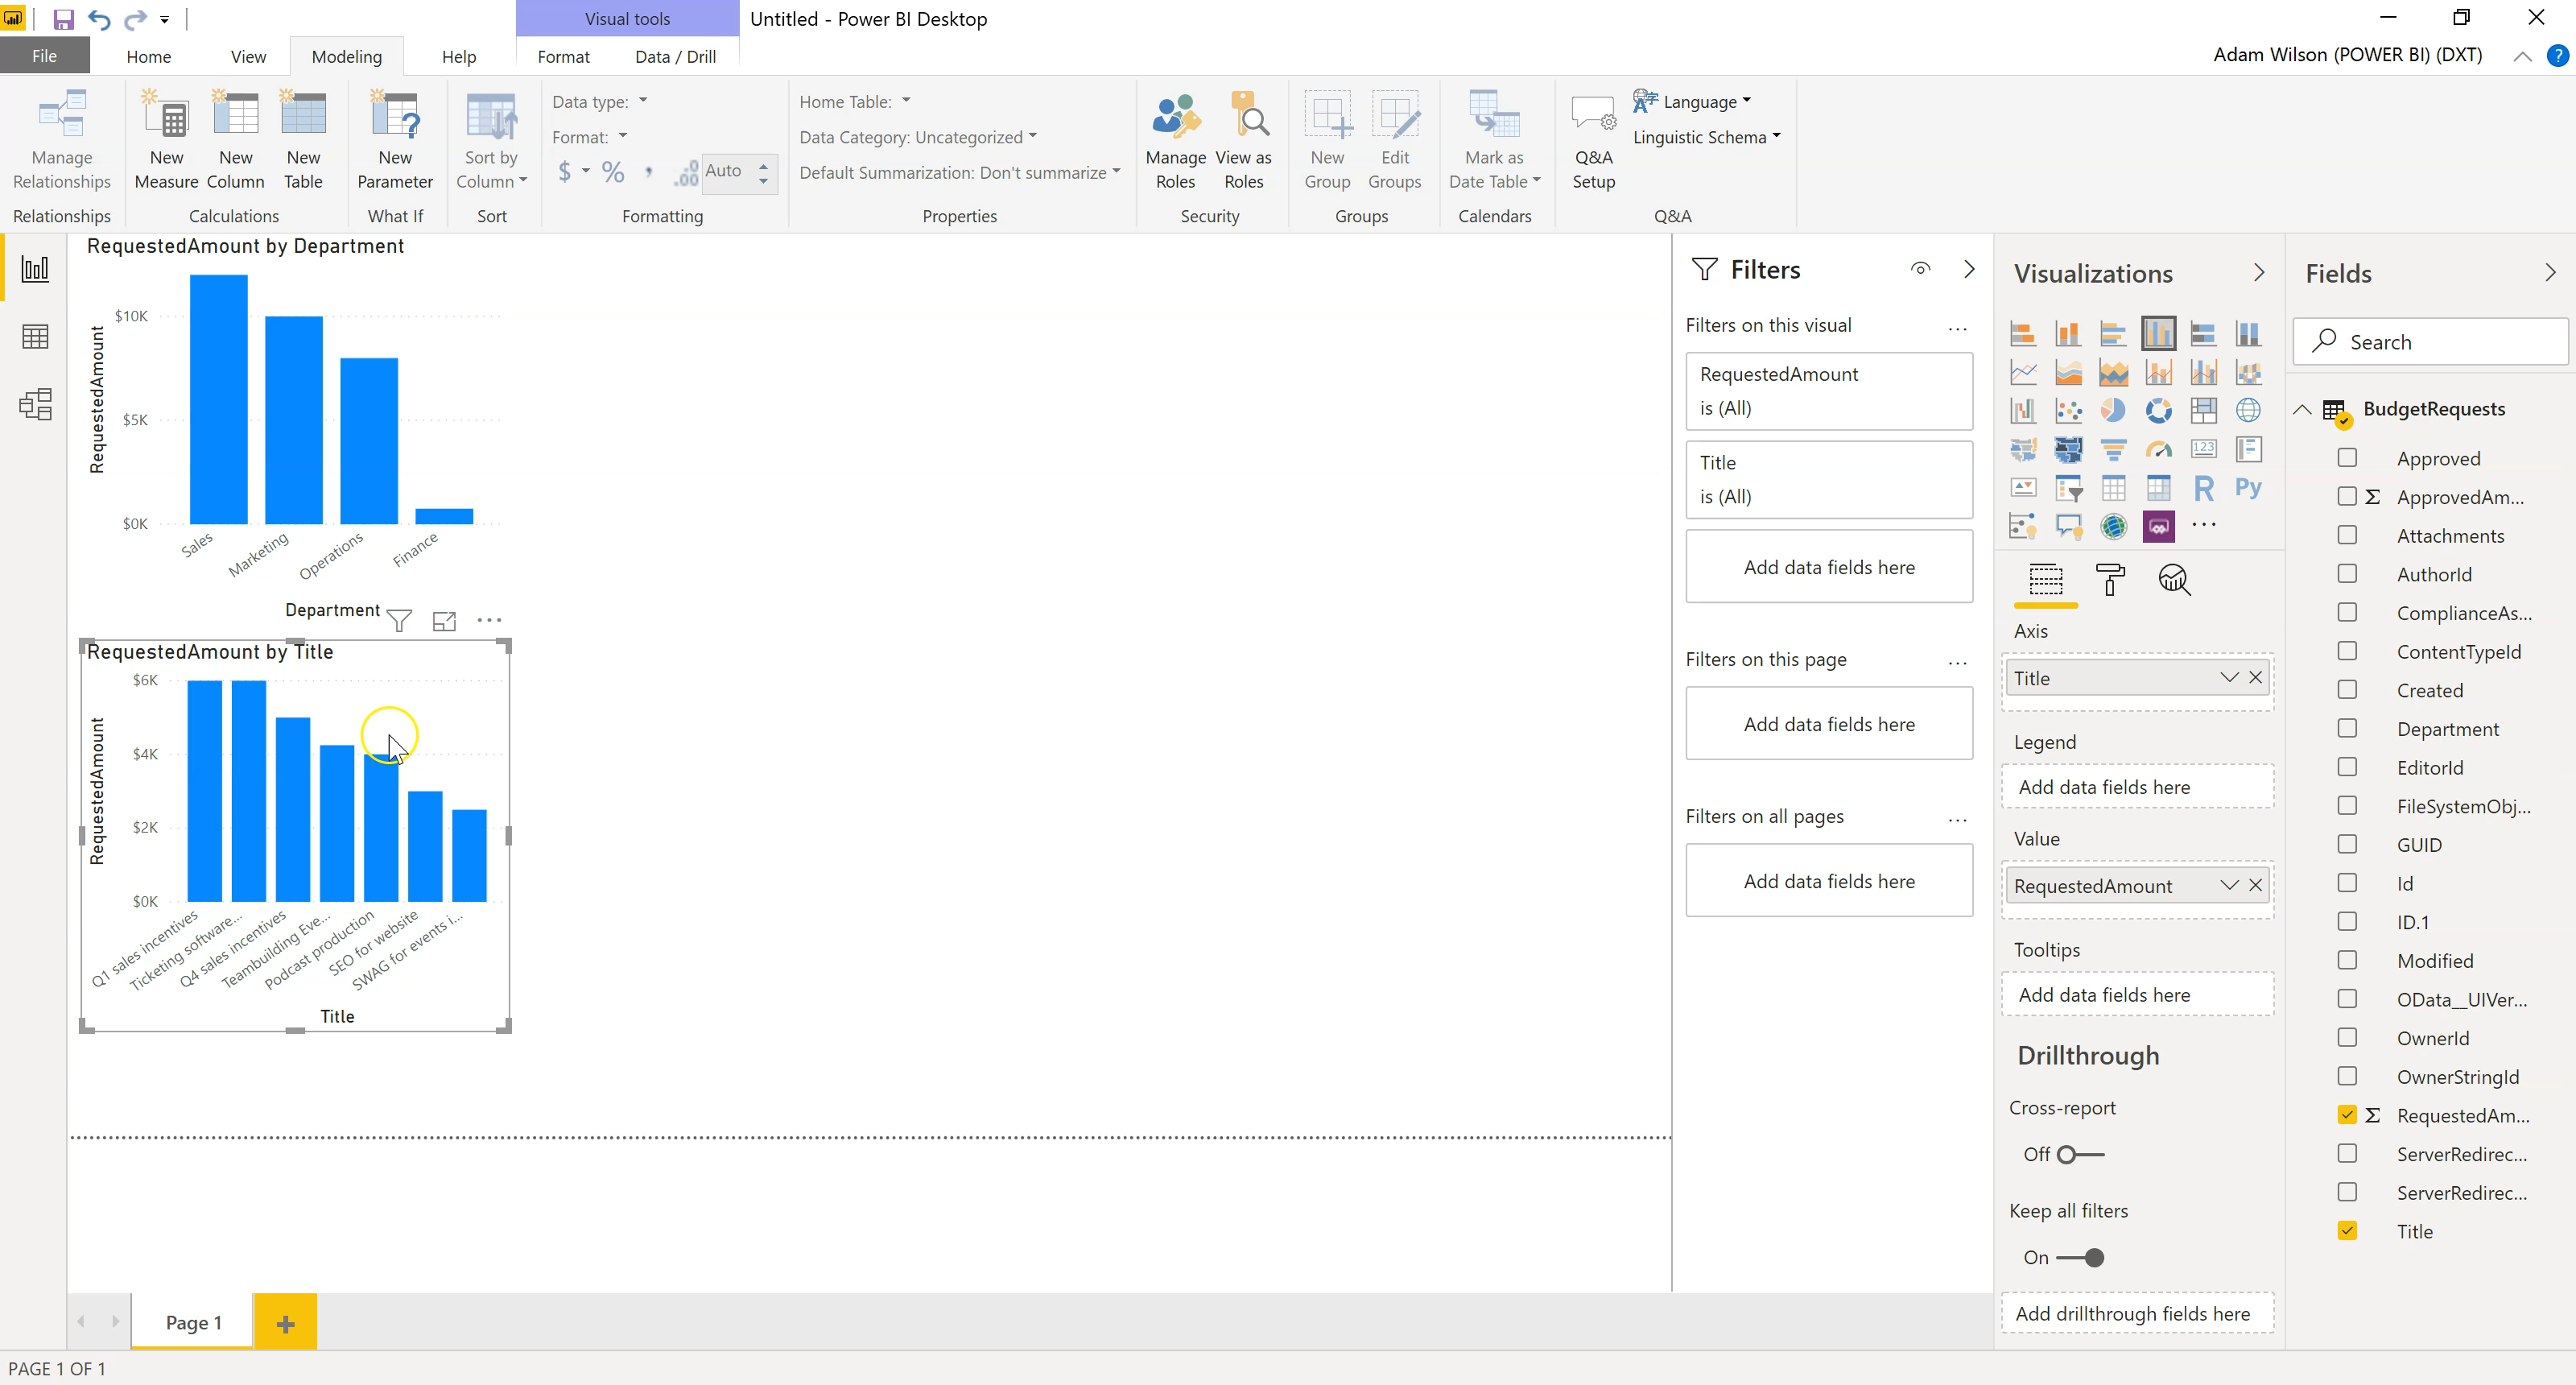 Visual tools
Untitled - Power BI Desktop
File
Home
View
Modeling
Help
Format
Data / Drill
Adam Wilson (POWER BI) (DXT)
?
Manage
Relationships
Relationships
New
Measure
New
Column
New
Table
Calculations
New
Parameter
What If
Sort by
Column
Sort
Data type:
Format:
$
%
,
.00
Auto
Formatting
Home Table:
Data Category: Uncategorized
Default Summarization: Don't summarize
Properties
Manage
Roles
View as
Roles
Security
New
Group
Edit
Groups
Groups
Mark as
Date Table
Calendars
Q&A
Setup
Language
Linguistic Schema
Q&A
RequestedAmount by Department
RequestedAmount
$10K
$5K
$0K
Sales
Marketing
Operations
Finance
Department
RequestedAmount by Title
RequestedAmount
$6K
$4K
$2K
$0K
Q1 sales incentives
Ticketing software...
Q4 sales incentives
Teambuilding Eve...
Podcast production
SEO for website
SWAG for events i...
Title
Filters
Filters on this visual
...
RequestedAmount
is (All)
Title
is (All)
Add data fields here
Filters on this page
...
Add data fields here
Filters on all pages
...
Add data fields here
Visualizations
123
R
Py
...
Axis
Title
Legend
Add data fields here
Value
RequestedAmount
Tooltips
Add data fields here
Drillthrough
Cross-report
Off
Keep all filters
On
Add drillthrough fields here
Fields
Search
BudgetRequests
Approved
Σ ApprovedAm...
Attachments
AuthorId
ComplianceAs...
ContentTypeId
Created
Department
EditorId
FileSystemObj...
GUID
Id
ID.1
Modified
OData__UIVer...
OwnerId
OwnerStringId
Σ RequestedAm...
ServerRedirec...
ServerRedirec...
Title
Page 1
PAGE 1 OF 1